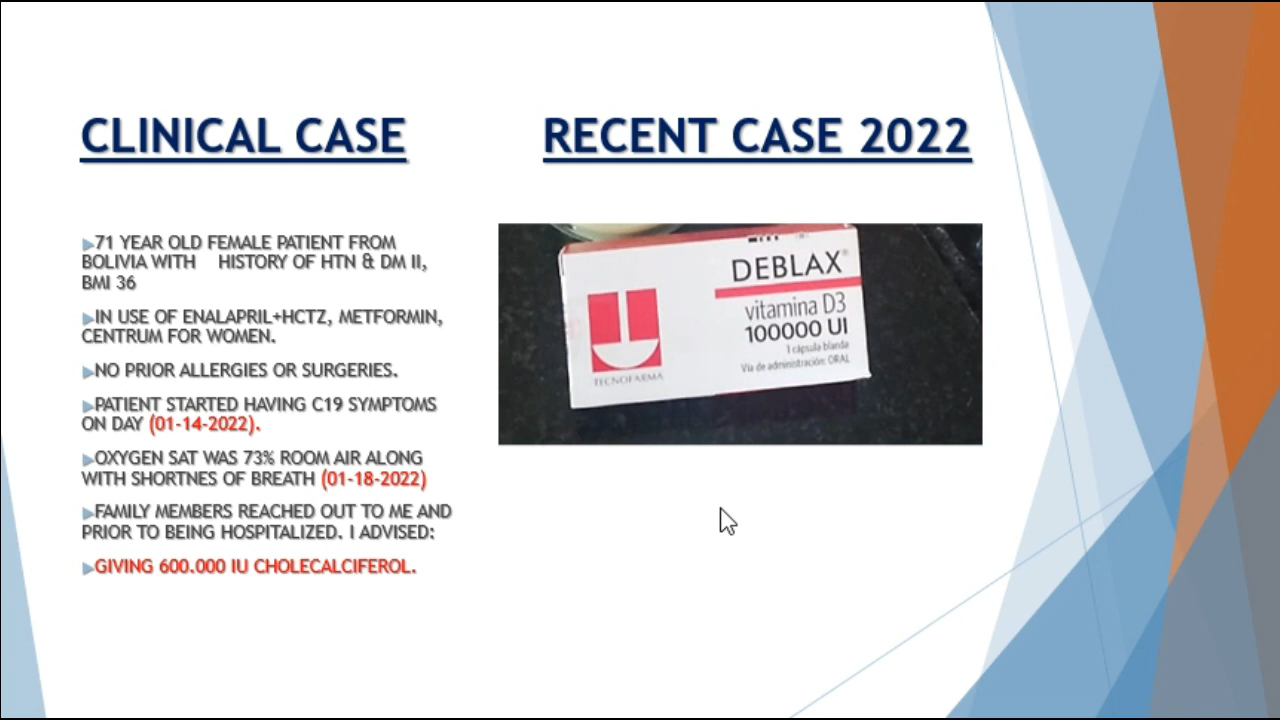 CLINICAL CASE
RECENT CASE 2022
71 YEAR OLD FEMALE PATIENT FROM
BOLIVIA WITH HISTORY OF HTN & DM II,
BMI 36
IN USE OF ENALAPRIL+HCTZ, METFORMIN,
CENTRUM FOR WOMEN.
NO PRIOR ALLERGIES OR SURGERIES.
PATIENT STARTED HAVING C19 SYMPTOMS
ON DAY (01-14-2022).
OXYGEN SAT WAS 73% ROOM AIR ALONG
WITH SHORTNES OF BREATH (01-18-2022)
FAMILY MEMBERS REACHED OUT TO ME AND
PRIOR TO BEING HOSPITALIZED. I ADVISED:
GIVING 600.000 IU CHOLECALCIFEROL.
DEBLAX®
vitamina D3
100000 UI
1 cápsula blanda
Vía de administración: ORAL
TECNOFARMA